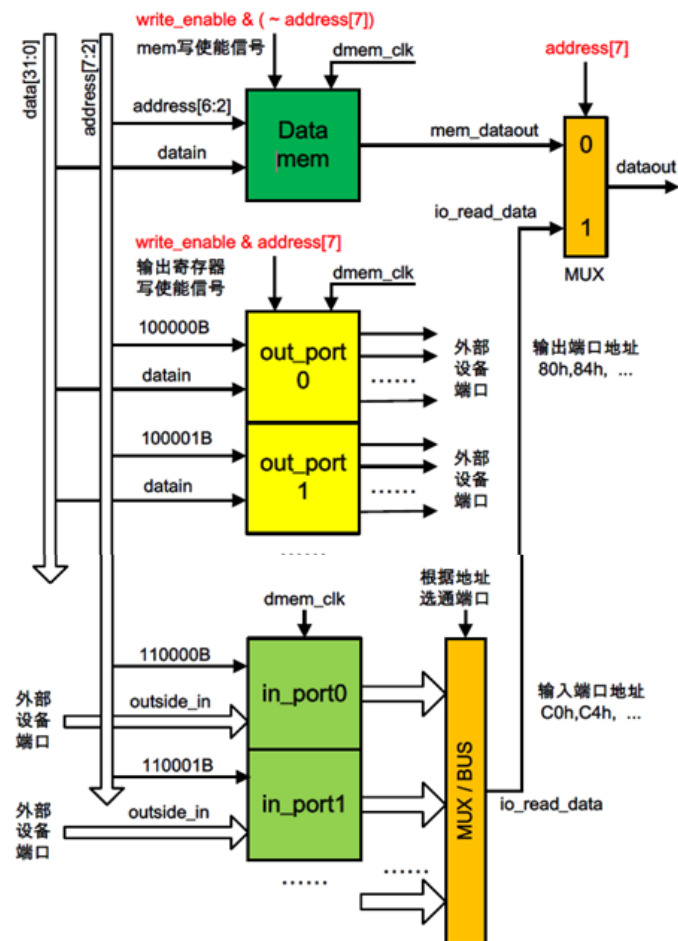 write_enable & ( ~ address[7])
mem写使能信号
dmem_clk
address[7]
data[31:0]
address[7:2]
address[6:2]
datain
Data
mem
mem_dataout
0
1
MUX
dataout
io_read_data
write_enable & address[7]
输出寄存器
写使能信号
dmem_clk
100000B
datain
out_port
0
......
外部
设备
端口
输出端口地址
80h,84h, ...
100001B
datain
out_port
1
......
外部
设备
端口
......
dmem_clk
根据地址
选通端口
110000B
外部
设备
端口
outside_in
in_port0
输入端口地址
C0h,C4h, ...
110001B
外部
设备
端口
outside_in
in_port1
MUX / BUS
io_read_data
......
......